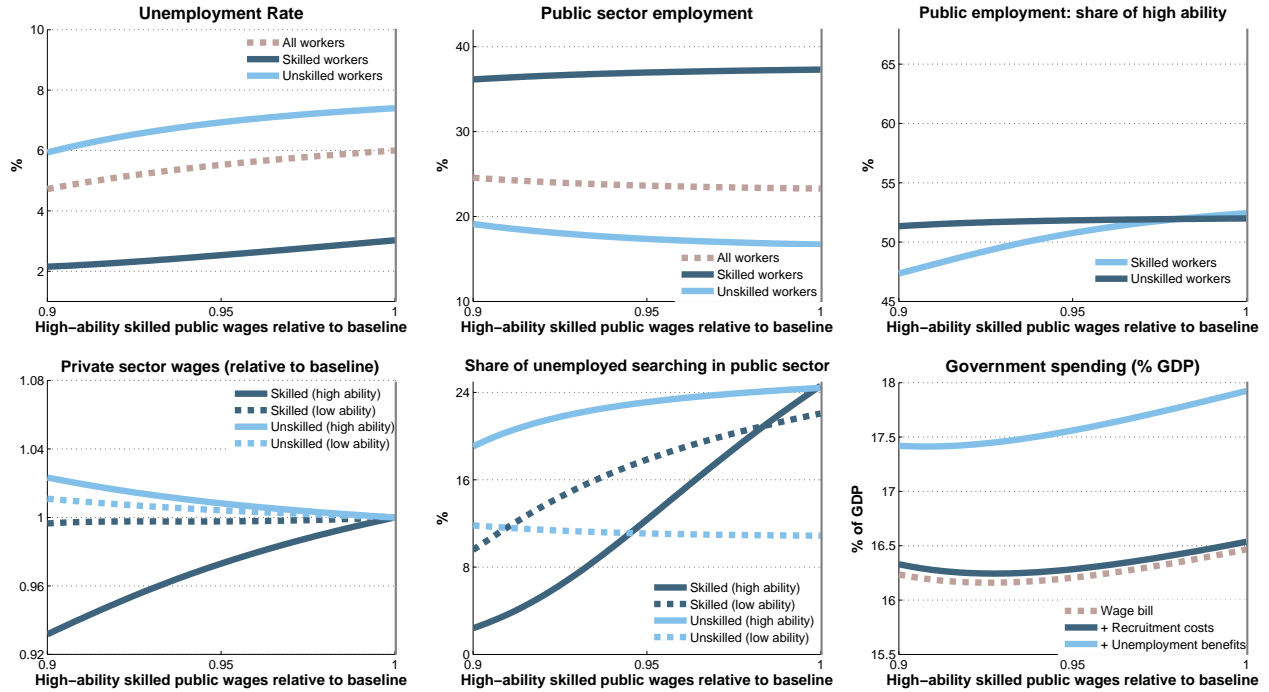 Unemployment Rate
10
8
6
4
2
%
All workers
Skilled workers
Unskilled workers
0.9
0.95
1
High−ability skilled public wages relative to baseline
Public sector employment
40
30
20
10
%
All workers
Skilled workers
Unskilled workers
0.9
0.95
1
High−ability skilled public wages relative to baseline
Public employment: share of high ability
65
60
55
50
45
%
Skilled workers
Unskilled workers
0.9
0.95
1
High−ability skilled public wages relative to baseline
Private sector wages (relative to baseline)
1.08
1.04
1
0.96
0.92
Skilled (high ability)
Skilled (low ability)
Unskilled (high ability)
Unskilled (low ability)
0.9
0.95
1
High−ability skilled public wages relative to baseline
Share of unemployed searching in public sector
24
16
8
0
%
Skilled (high ability)
Skilled (low ability)
Unskilled (high ability)
Unskilled (low ability)
0.9
0.95
1
High−ability skilled public wages relative to baseline
Government spending (% GDP)
18
17.5
17
16.5
16
15.5
% of GDP
Wage bill
+ Recruitment costs
+ Unemployment benefits
0.9
0.95
1
High−ability skilled public wages relative to baseline